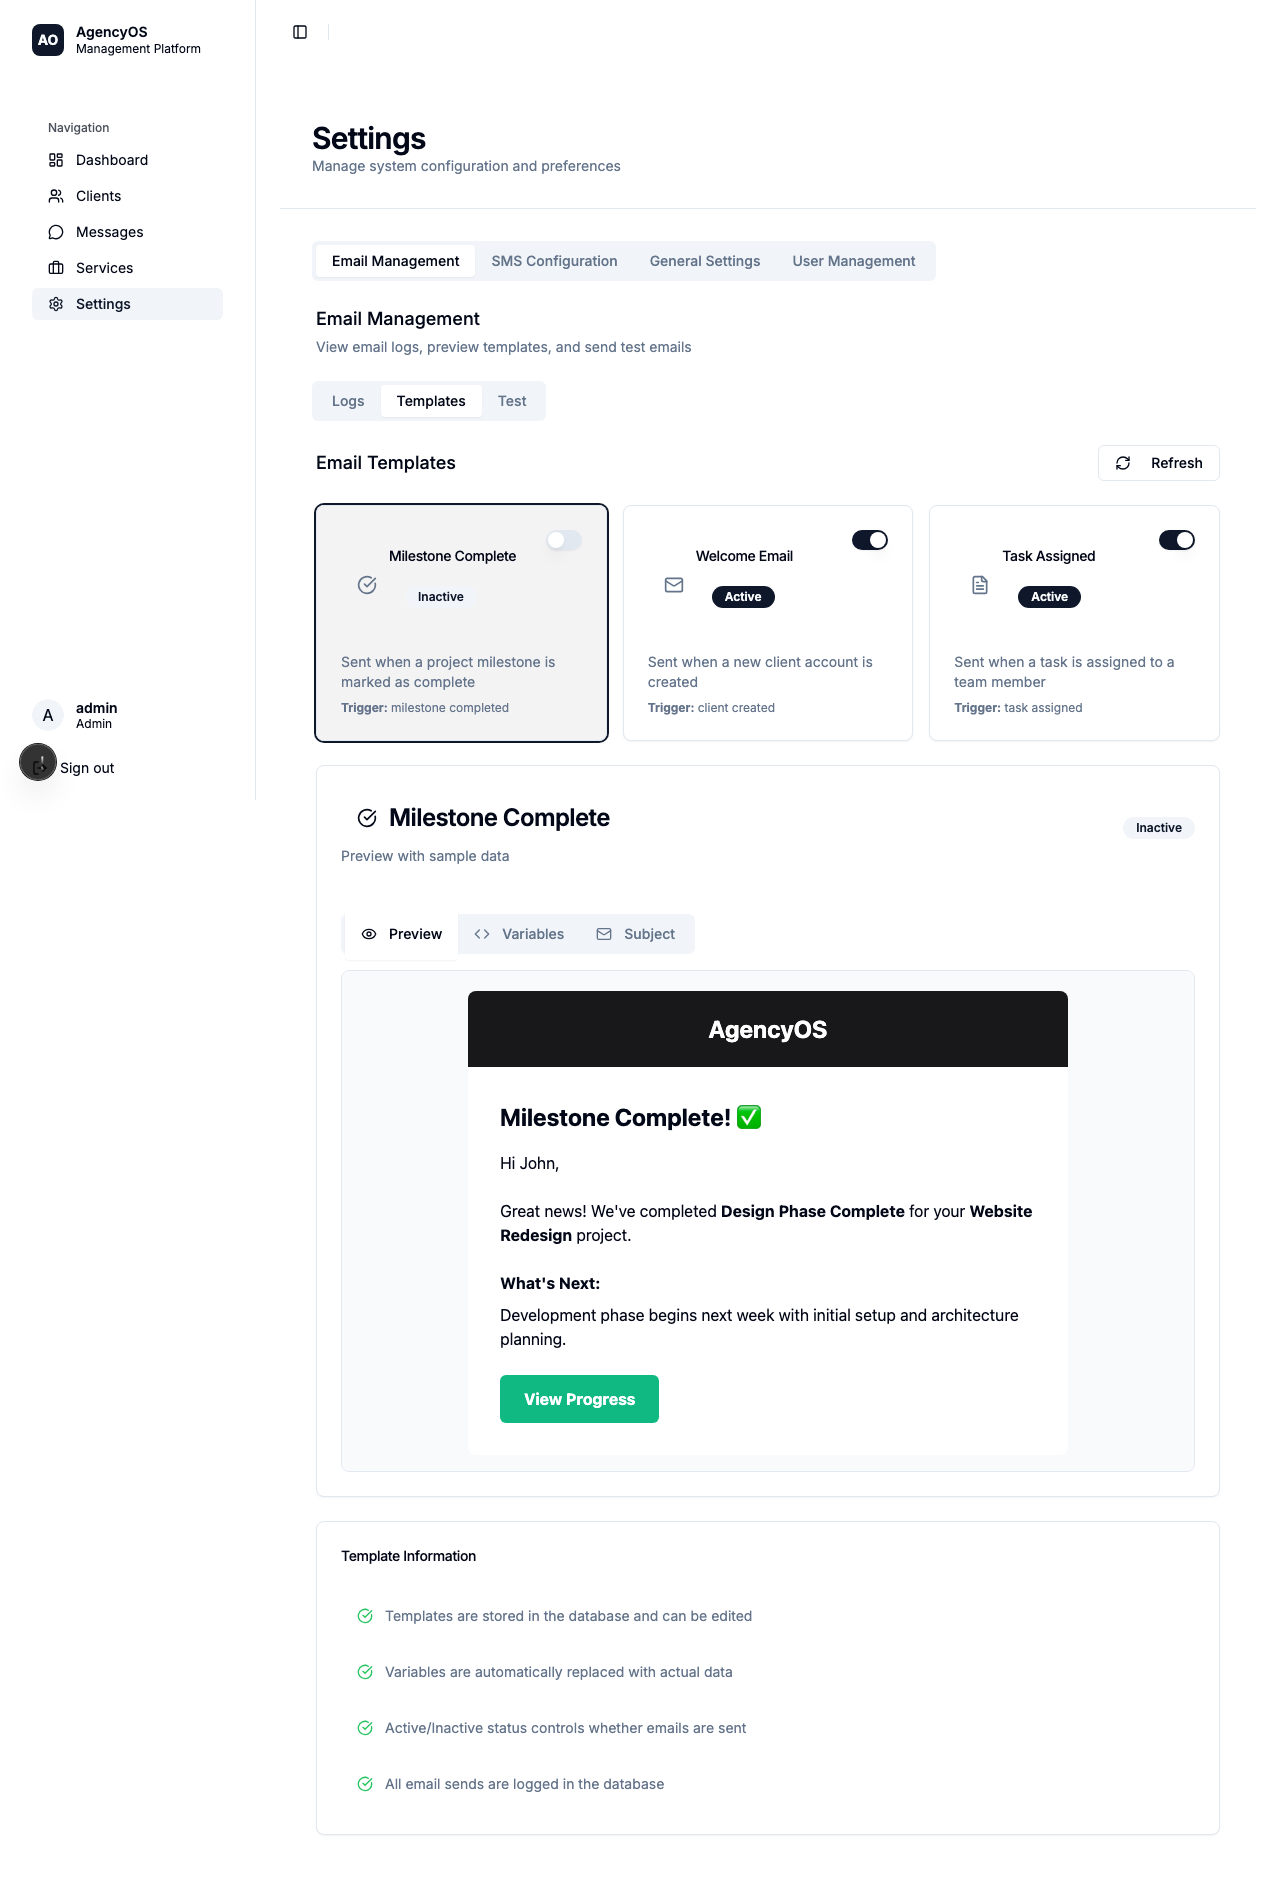 AO
AgencyOS
Management Platform
Navigation
Dashboard
Clients
Messages
Services
Settings
admin
A
Admin
Sign out
Settings
Manage system configuration and preferences
Email Management
SMS Configuration
General Settings
User Management
Email Management
View email logs, preview templates, and send test emails
Logs
Templates
Test
Email Templates
Refresh
Milestone Complete
Inactive
Sent when a project milestone is
marked as complete
Trigger: milestone completed
Welcome Email
Active
Sent when a new client account is
created
Trigger: client created
Task Assigned
Active
Sent when a task is assigned to a
team member
Trigger: task assigned
Milestone Complete
Inactive
Preview with sample data
Preview
Variables
Subject
AgencyOS
Milestone Complete! ✅
Hi John,
Great news! We've completed Design Phase Complete for your Website
Redesign project.
What's Next:
Development phase begins next week with initial setup and architecture
planning.
View Progress
Template Information
Templates are stored in the database and can be edited
Variables are automatically replaced with actual data
Active/Inactive status controls whether emails are sent
All email sends are logged in the database